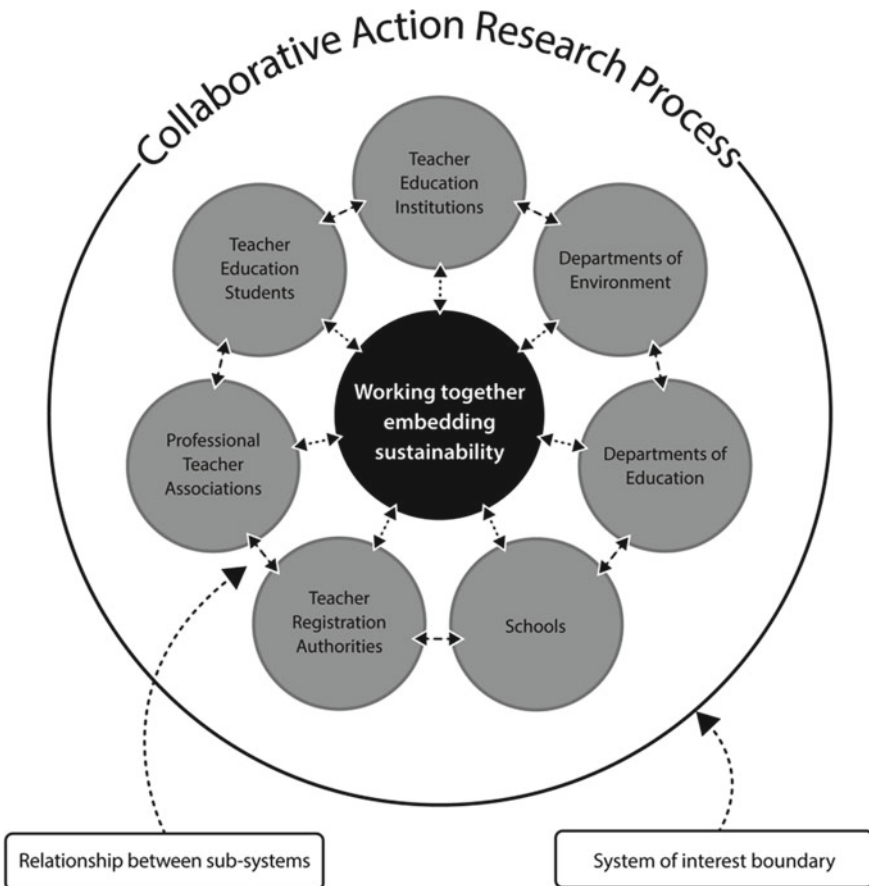 Collaborative Action Research Process
Teacher
Education
Institutions
Teacher
Education
Students
Departments of
Environment
Working together
embedding
sustainability
Professional
Teacher
Associations
Departments of
Education
Teacher
Registration
Authorities
Schools
Relationship between sub-systems
System of interest boundary